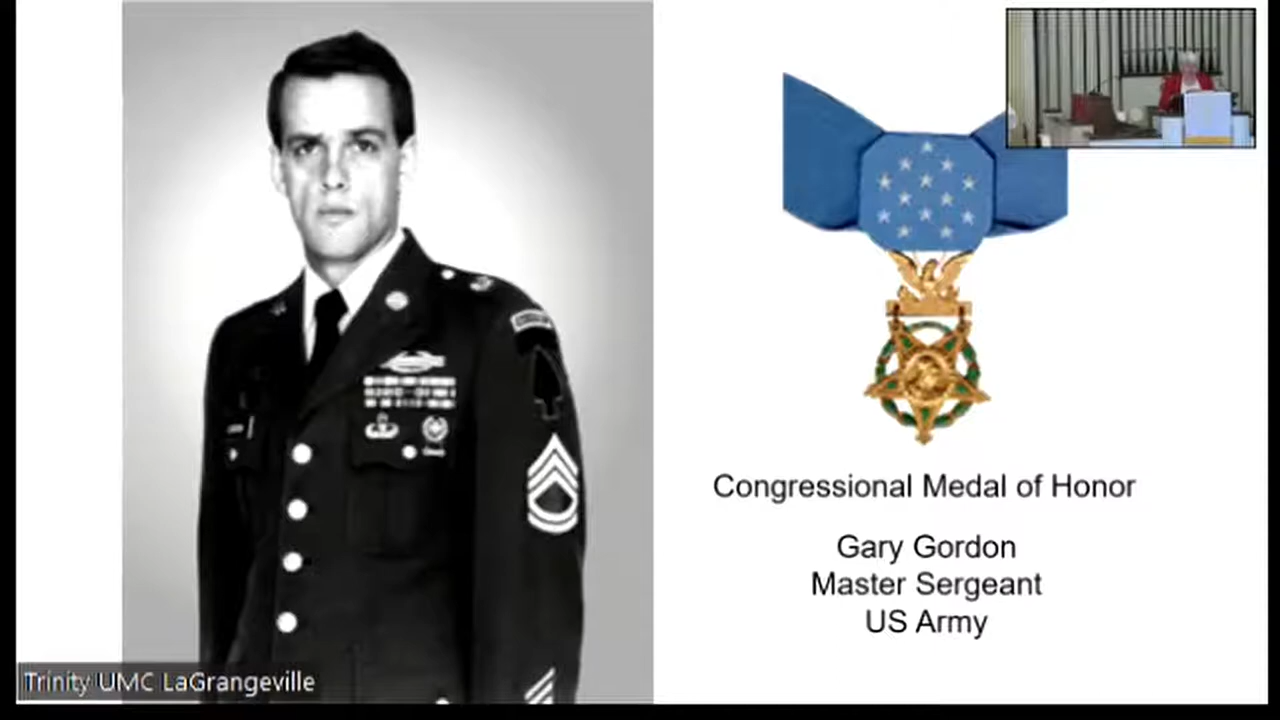 Congressional Medal of Honor
Gary Gordon
Master Sergeant
US Army
Trinity UMC LaGrangeville